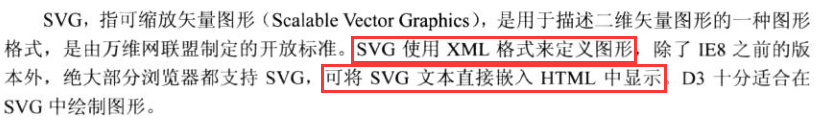 SVG，指可缩放矢量图形（Scalable Vector Graphics），是用于描述二维矢量图形的一种图形
格式，是由万维网联盟制定的开放标准。SVG 使用 XML 格式来定义图形，除了 IE8 之前的版
本外，绝大部分浏览器都支持 SVG，可将 SVG 文本直接嵌入 HTML 中显示。D3 十分适合在
SVG 中绘制图形。